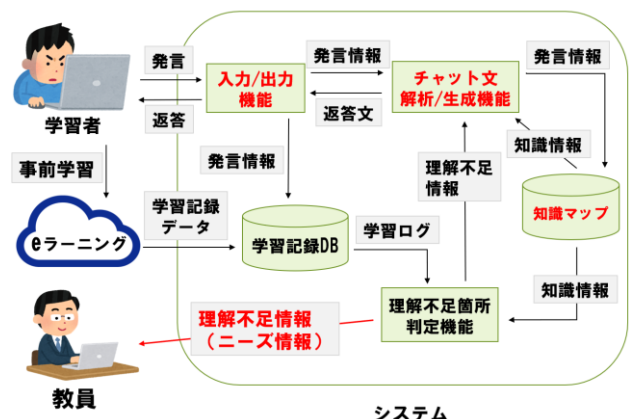 発言
入力/出力
機能
発言情報
チャット文
解析/生成機能
発言情報
学習者
返答
返答文
知識情報
事前学習
発言情報
理解不足
情報
eラーニング
学習記録
データ
学習記録DB
学習ログ
知識マップ
理解不足情報
(ニーズ情報)
理解不足箇所
判定機能
知識情報
教員
システム